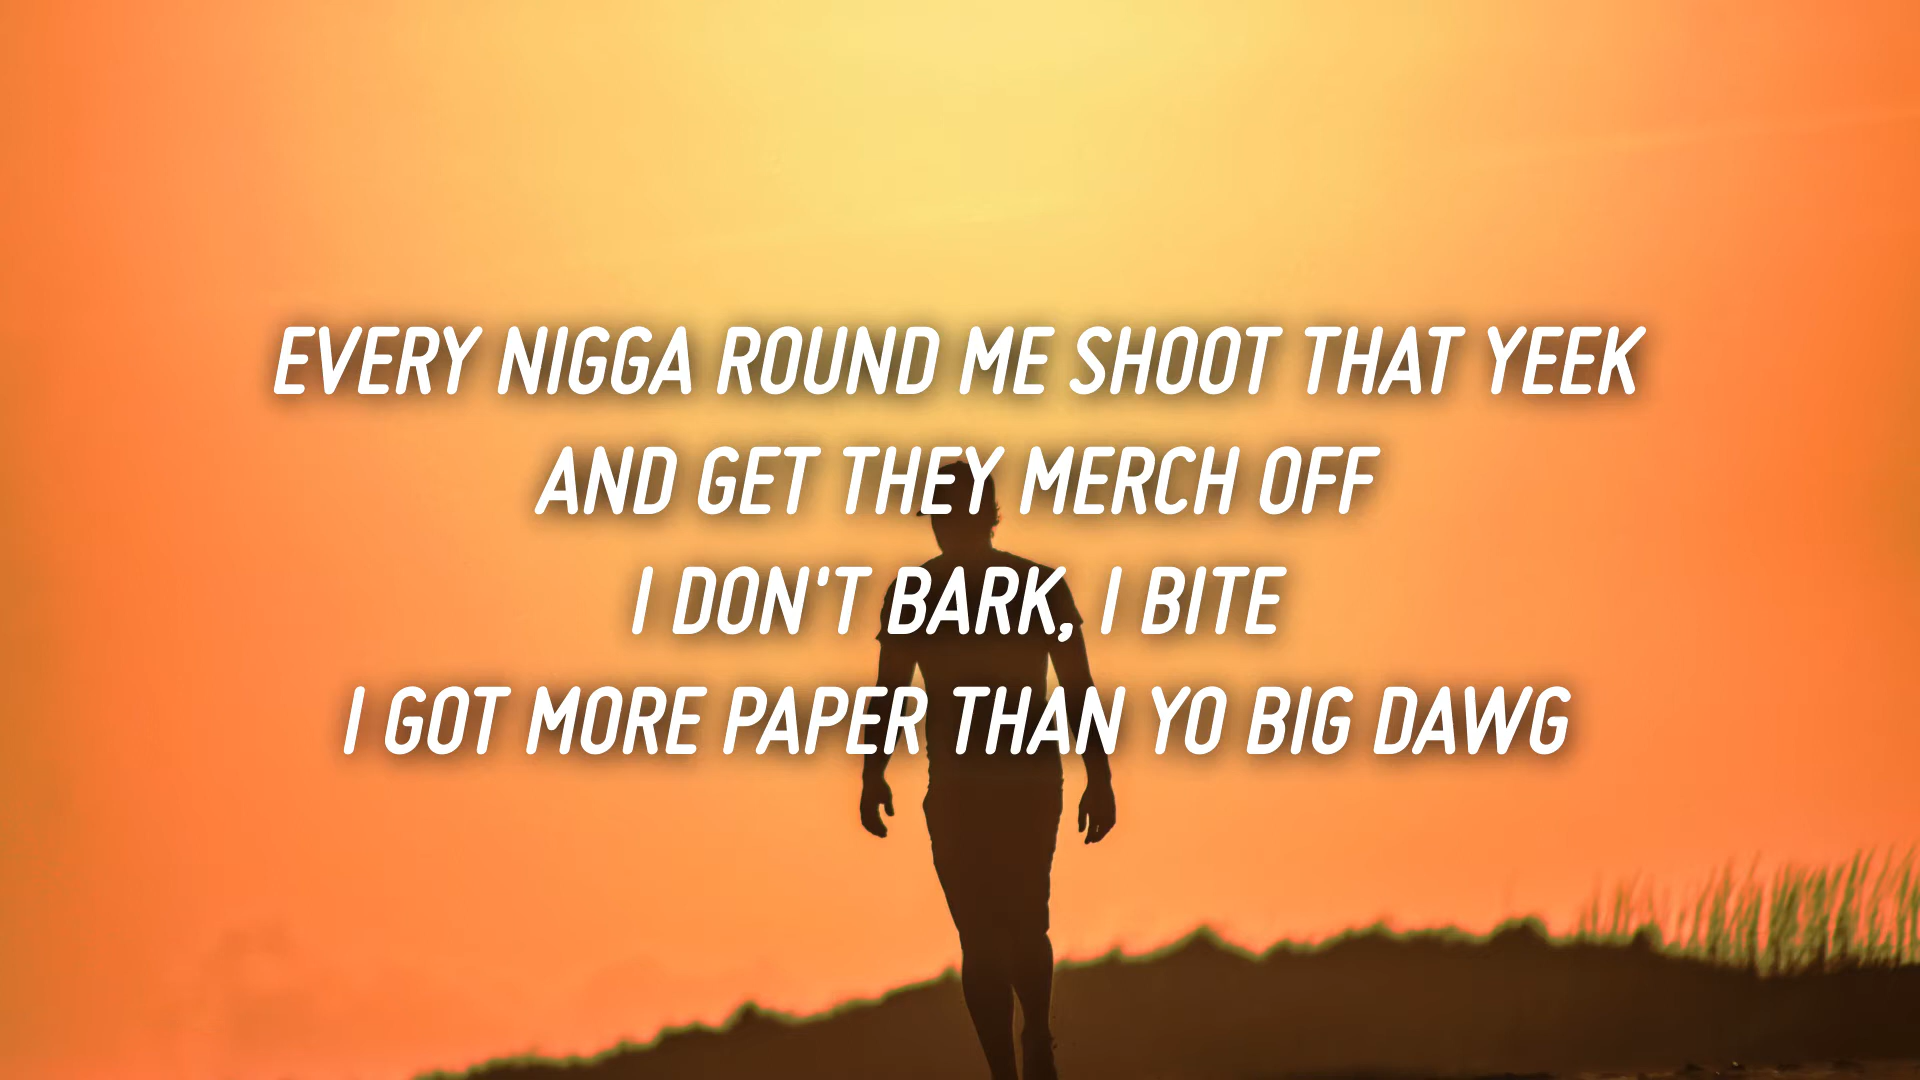 EVERY NIGGA ROUND ME SHOOT THAT YEEK
AND GET THEY MERCH OFF
I DON'T BARK, I BITE
I GOT MORE PAPER THAN YO BIG DAWG